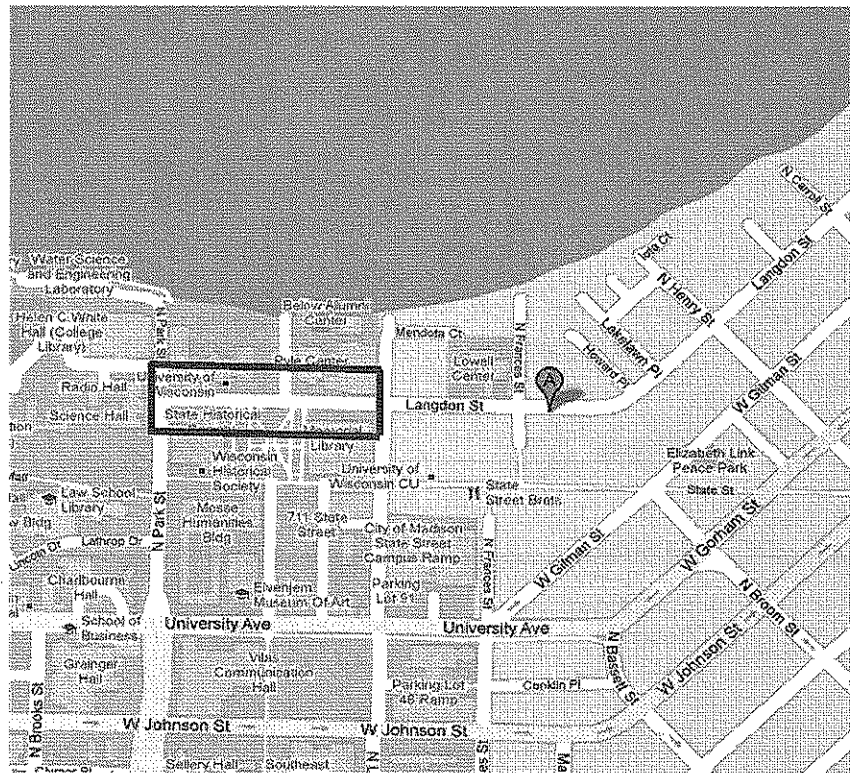 N Carroll St
Iota Ct
Langdon St
N Henry St
Water Science
and Engineering
Laboratory
N Park St
Below Alumni
Center
Helen C White
Hall (College
Library)
Mendota Ct
N Frances St
Lakelawn Pl
Howard Pl
Pyle Center
Lowell
Center
University of
Wisconsin
Radio Hall
A
W Gilman St
Science Hall
State Historical
Langdon St
Memorial
Library
Wisconsin
Historical
Society
University of
Wisconsin CU
Elizabeth Link
Peace Park
State St
State
Street Brats
Law School
Library
Mosse
Humanities
Bldg
711 State
Street
City of Madison
State Street
Campus Ramp
N Park St
Lathrop Dr
Lincoln Dr
N Frances St
W Gilman St
W Gorham St
Chadbourne
Hall
Elvehjem
Museum Of Art
Parking
Lot 91
N Broom St
School of
Business
University Ave
University Ave
N Bassett St
W Johnson St
Grainger
Hall
Vilas
Communication
Hall
Parking Lot
46 Ramp
Conklin Pl
N Brooks St
W Johnson St
W Johnson St
Sellery Hall
Southeast